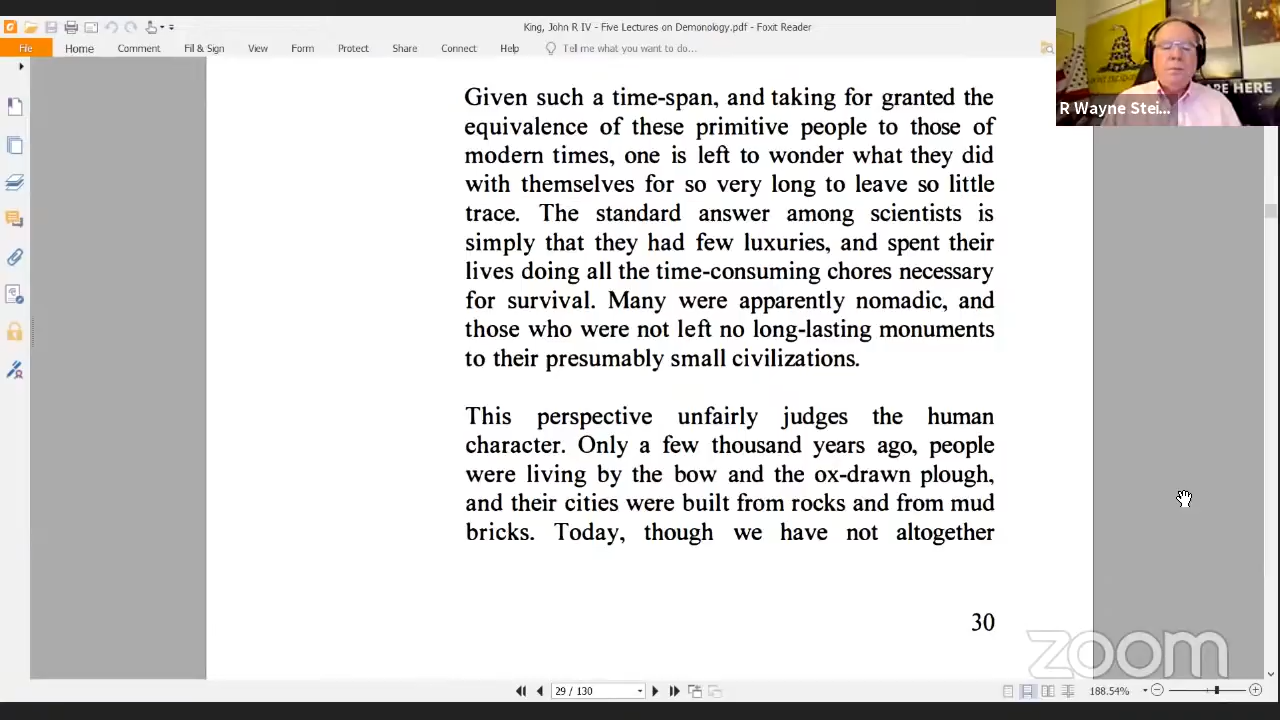 King, John R IV - Five Lectures on Demonology.pdf - Foxit Reader
File Home Comment Fill & Sign View Form Protect Share Connect Help Tell me what you want to do...
ARE HERE
R Wayne Stei...
Given such a time-span, and taking for granted the
equivalence of these primitive people to those of
modern times, one is left to wonder what they did
with themselves for so very long to leave so little
trace. The standard answer among scientists is
simply that they had few luxuries, and spent their
lives doing all the time-consuming chores necessary
for survival. Many were apparently nomadic, and
those who were not left no long-lasting monuments
to their presumably small civilizations.
This perspective unfairly judges the human
character. Only a few thousand years ago, people
were living by the bow and the ox-drawn plough,
and their cities were built from rocks and from mud
bricks. Today, though we have not altogether
30
zoom
29 / 130
188.54%